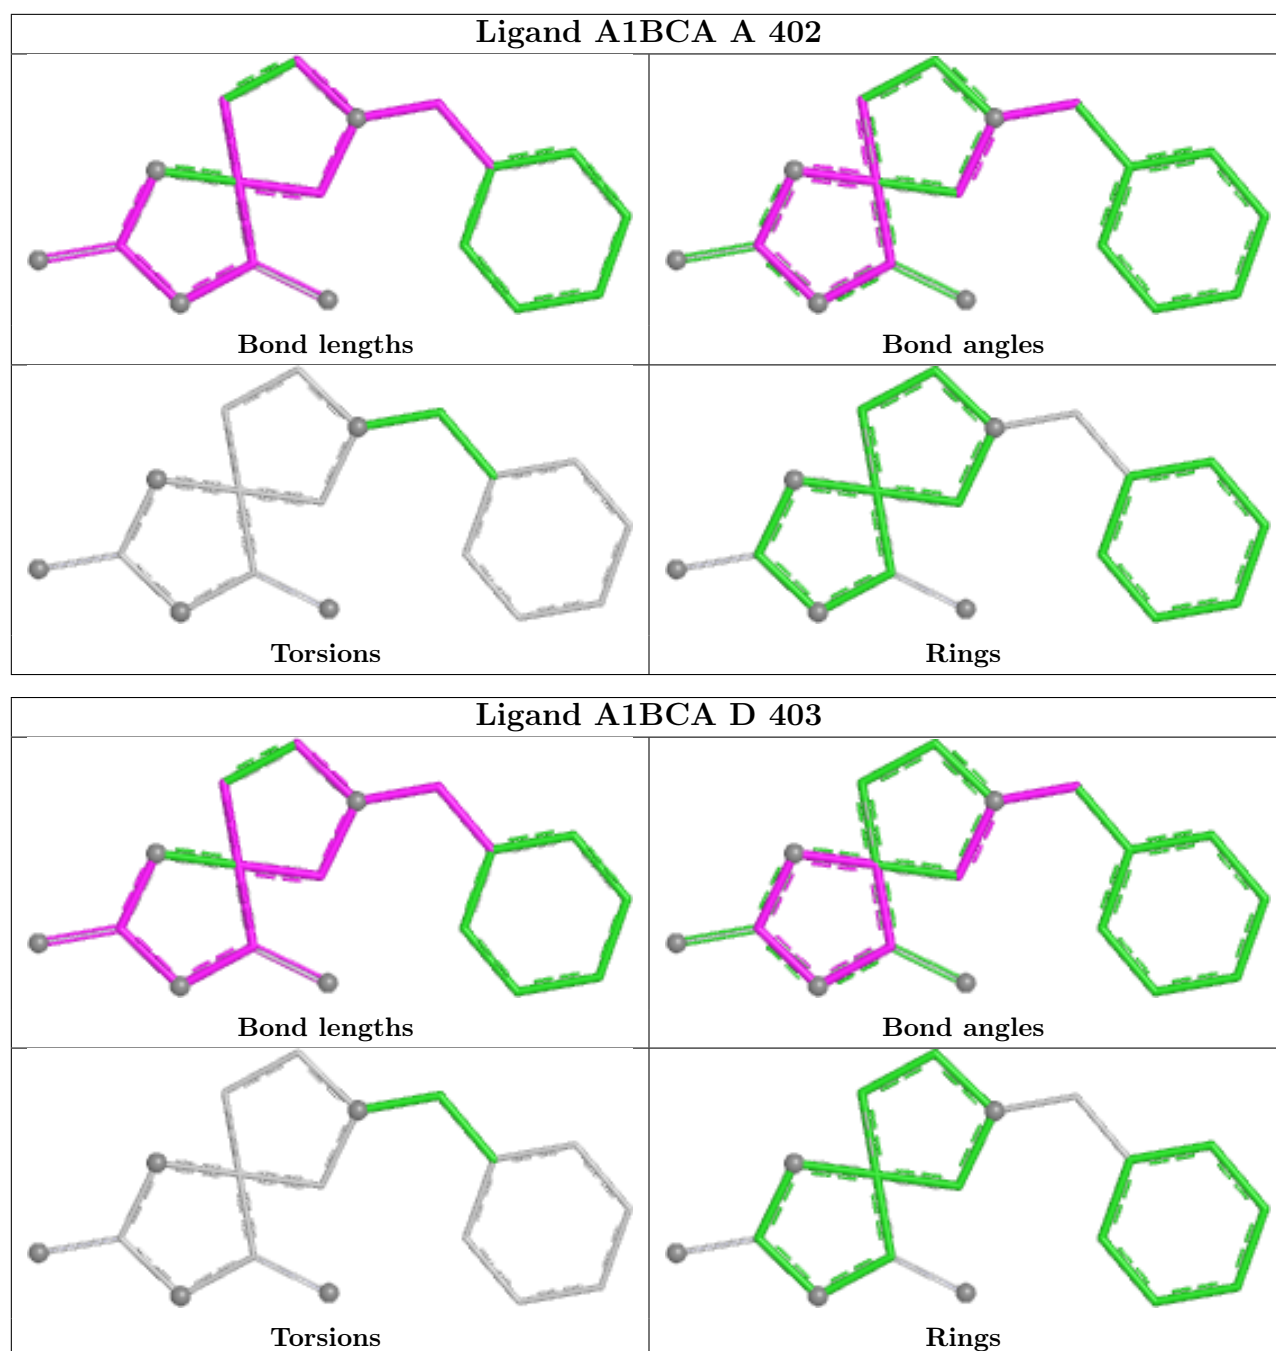 Ligand A1BCA A 402
Bond lengths
Bond angles
Torsions
Rings
Ligand A1BCA D 403
Bond lengths
Bond angles
Torsions
Rings